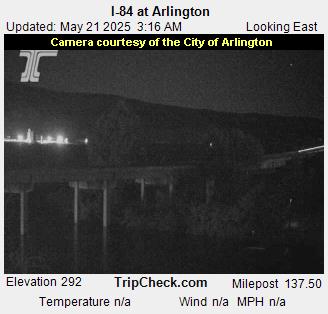 I-84 at Arlington
Updated: May 21 2025 3:16 AM Looking East
Camera courtesy of the City of Arlington
Elevation 292 TripCheck.com Milepost 137.50
Temperature n/a Wind n/a MPH n/a